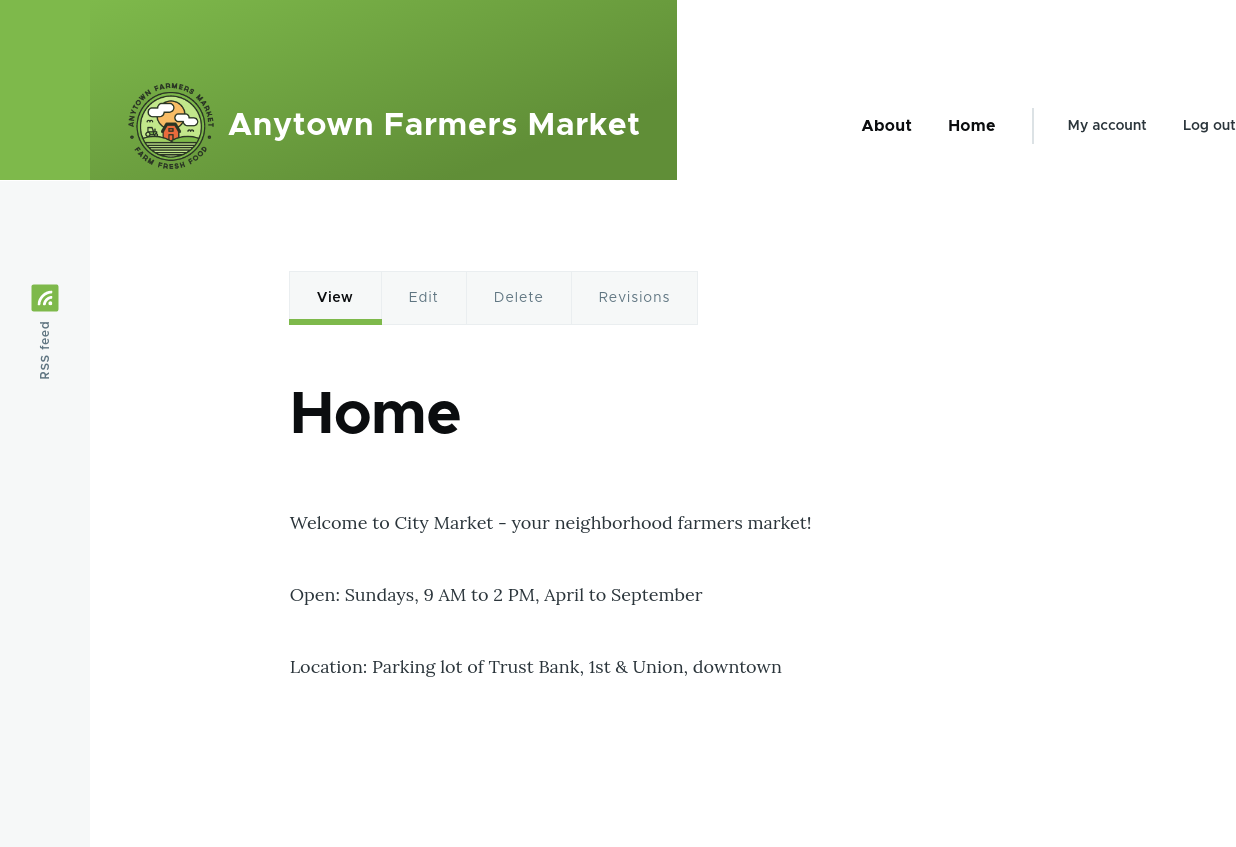 ANYTOWN FARMERS MARKET
FARM FRESH FOOD
Anytown Farmers Market
About
Home
My account
Log out
RSS feed
View
Edit
Delete
Revisions
Home
Welcome to City Market - your neighborhood farmers market!
Open: Sundays, 9 AM to 2 PM, April to September
Location: Parking lot of Trust Bank, 1st & Union, downtown